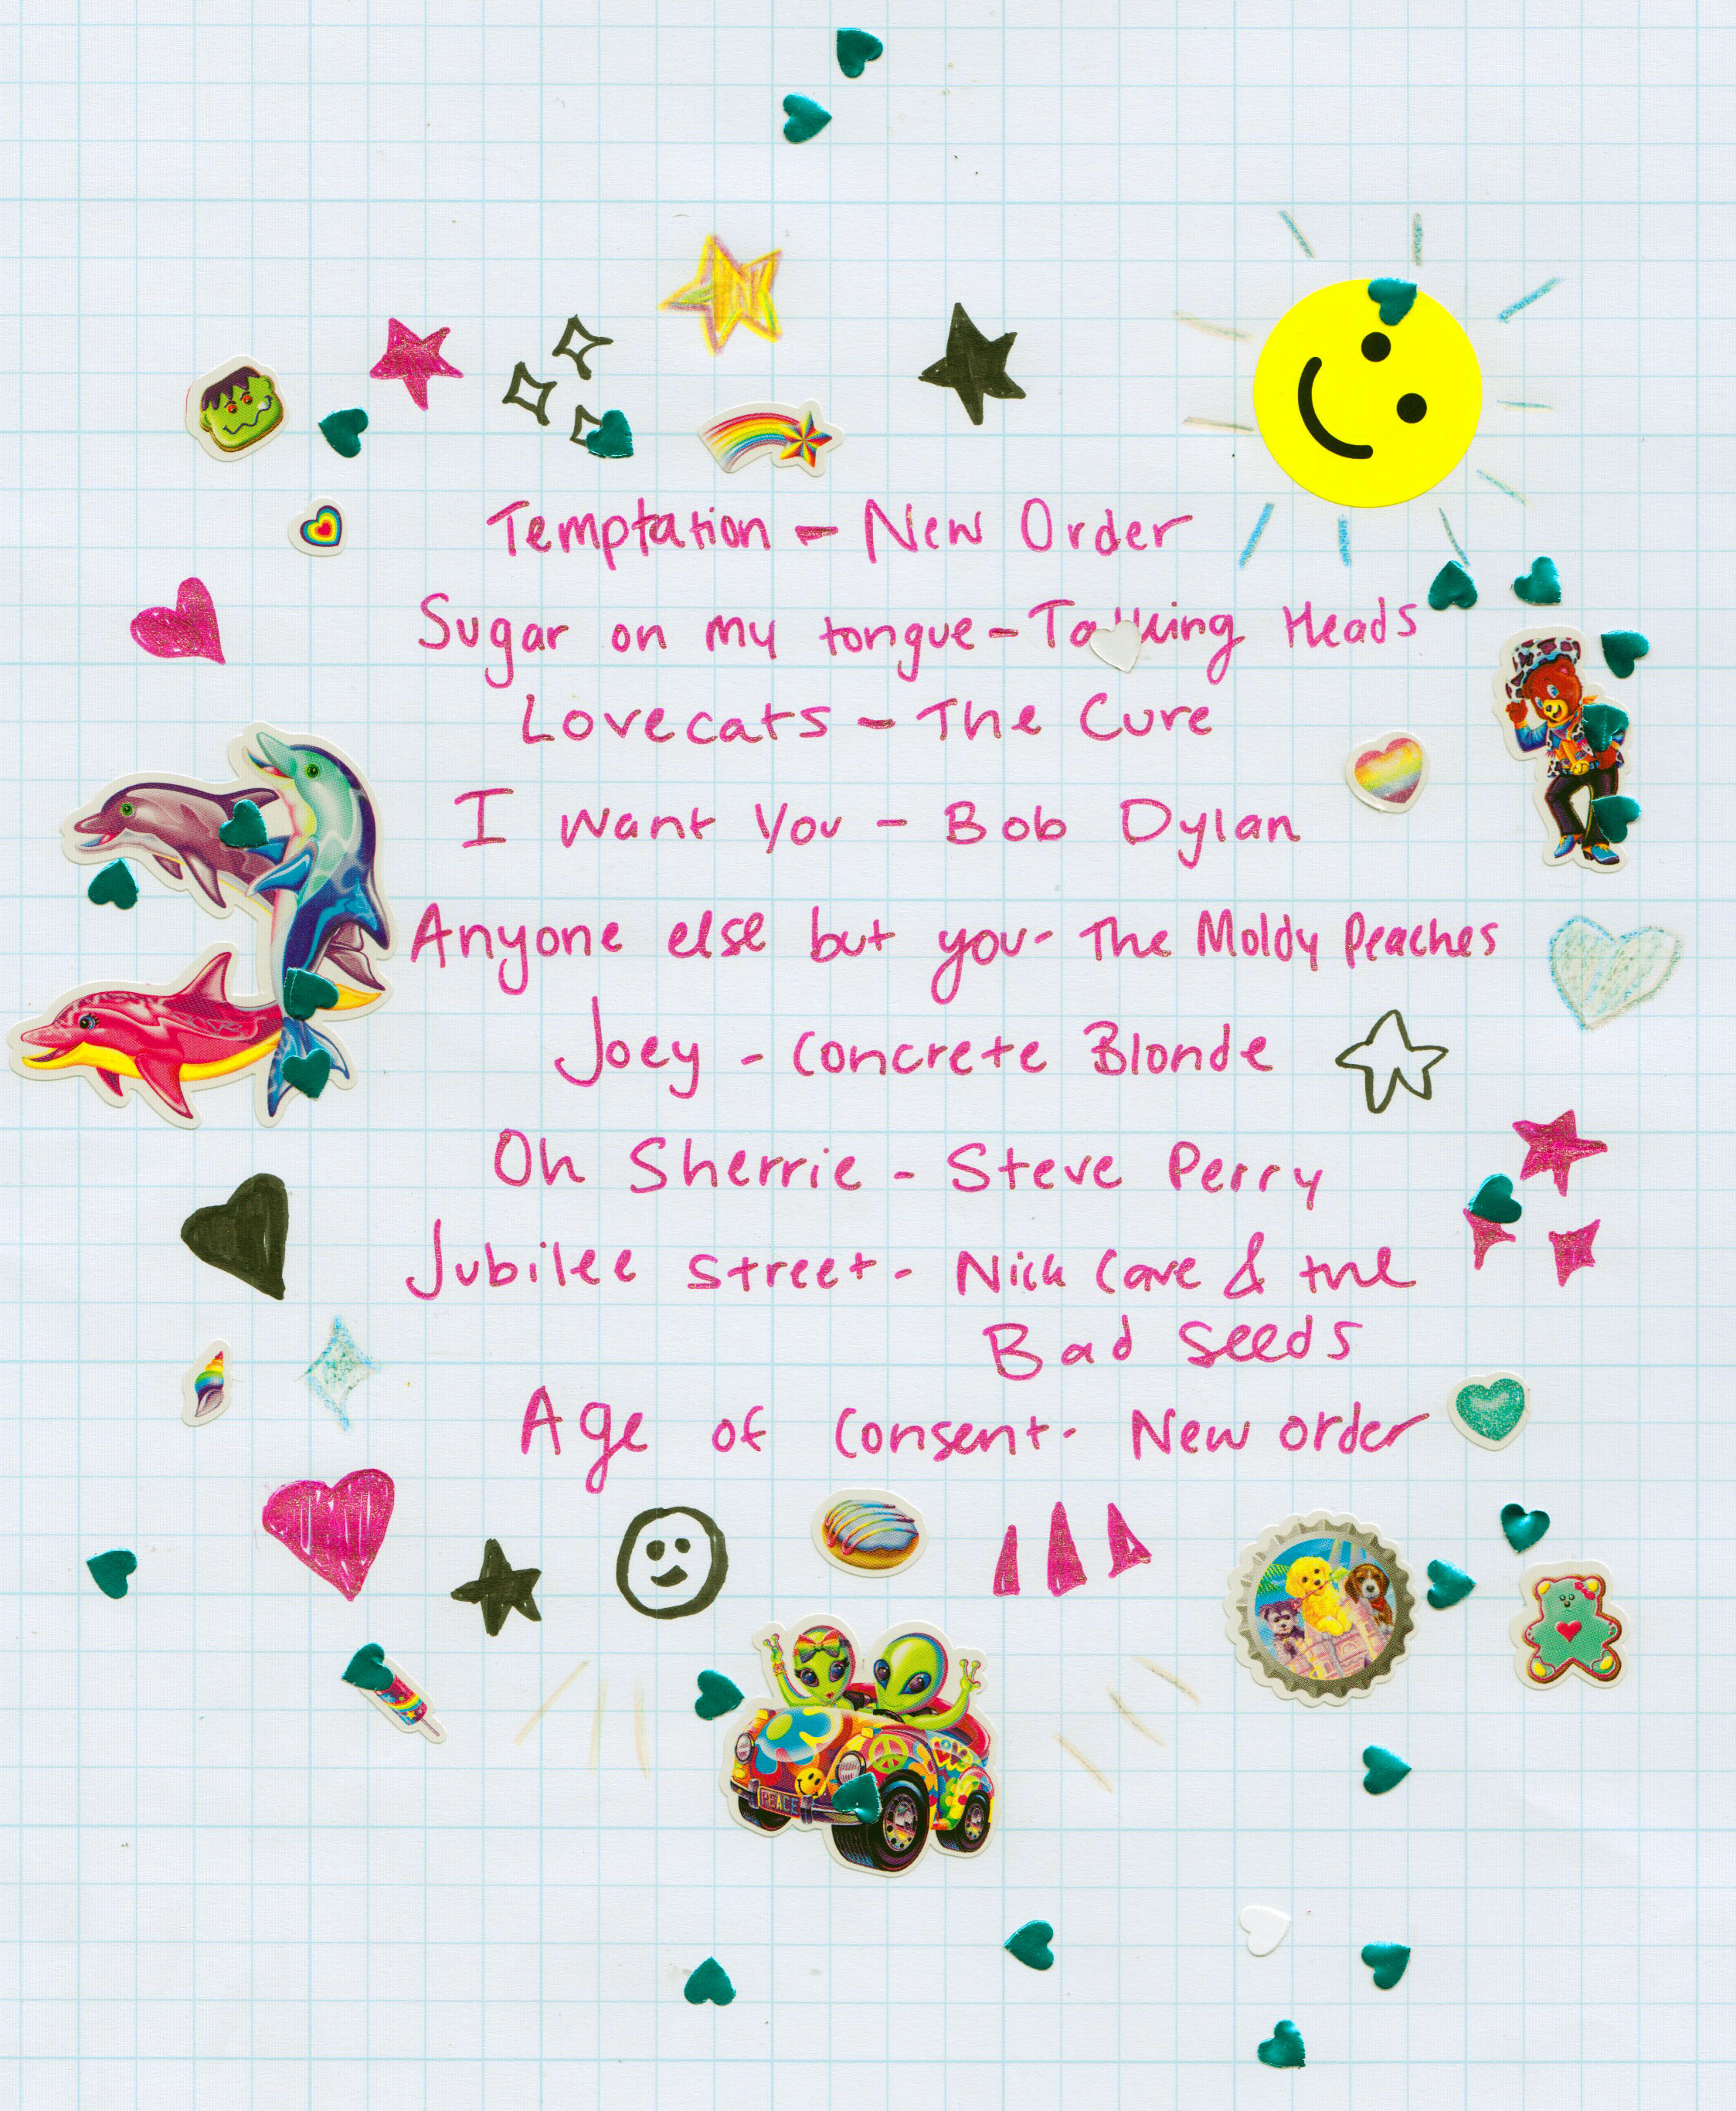 Temptation - New Order
Sugar on my tongue - Talking Heads
Lovecats - The Cure
I want You - Bob Dylan
Anyone else but you - The Moldy Peaches
Joey - Concrete Blonde
Oh Sherrie - Steve Perry
Jubilee Street - Nick Cave & the
Bad Seeds
Age of Consent - New order
PEACE